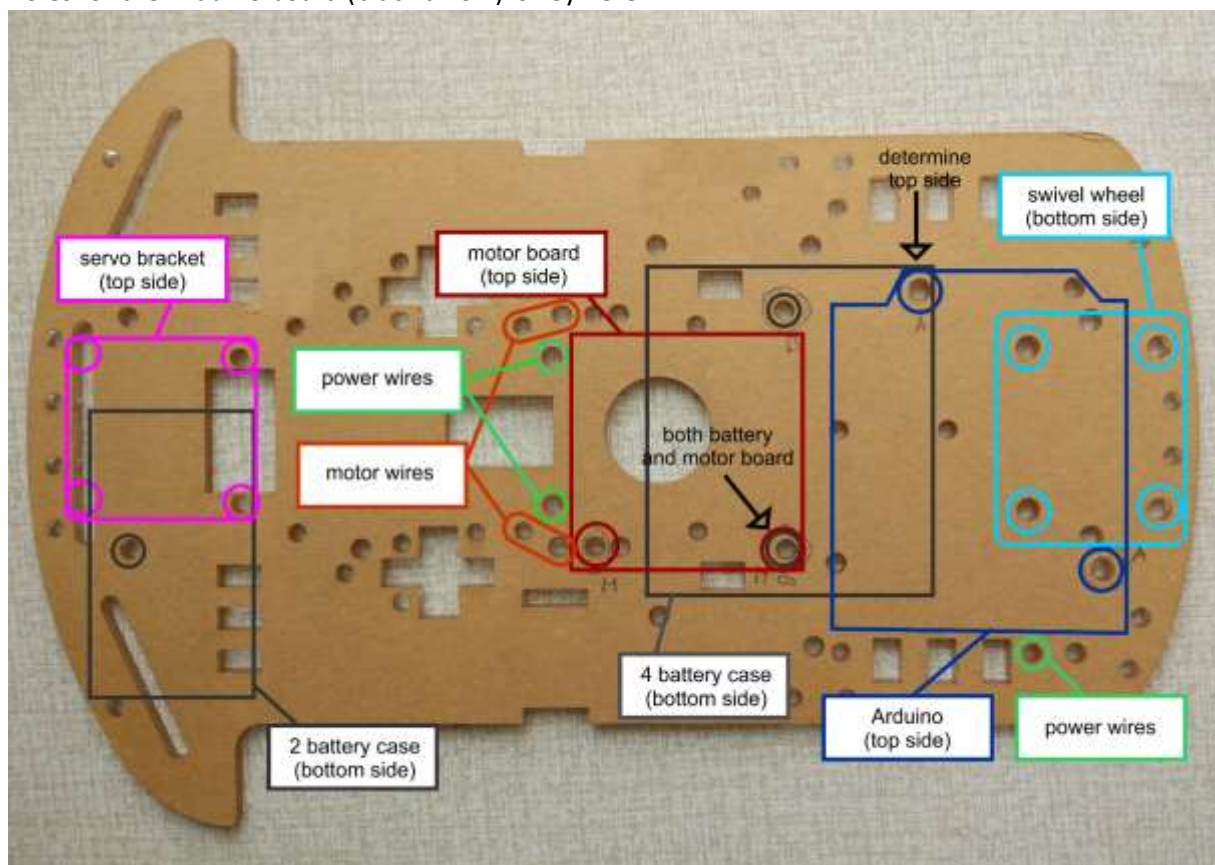 determine
top side
swivel wheel
(bottom side)
servo bracket
(top side)
motor board
(top side)
A
power wires
both battery
and motor board
motor wires
A
M
4 battery case
(bottom side)
Arduino
(top side)
power wires
2 battery case
(bottom side)